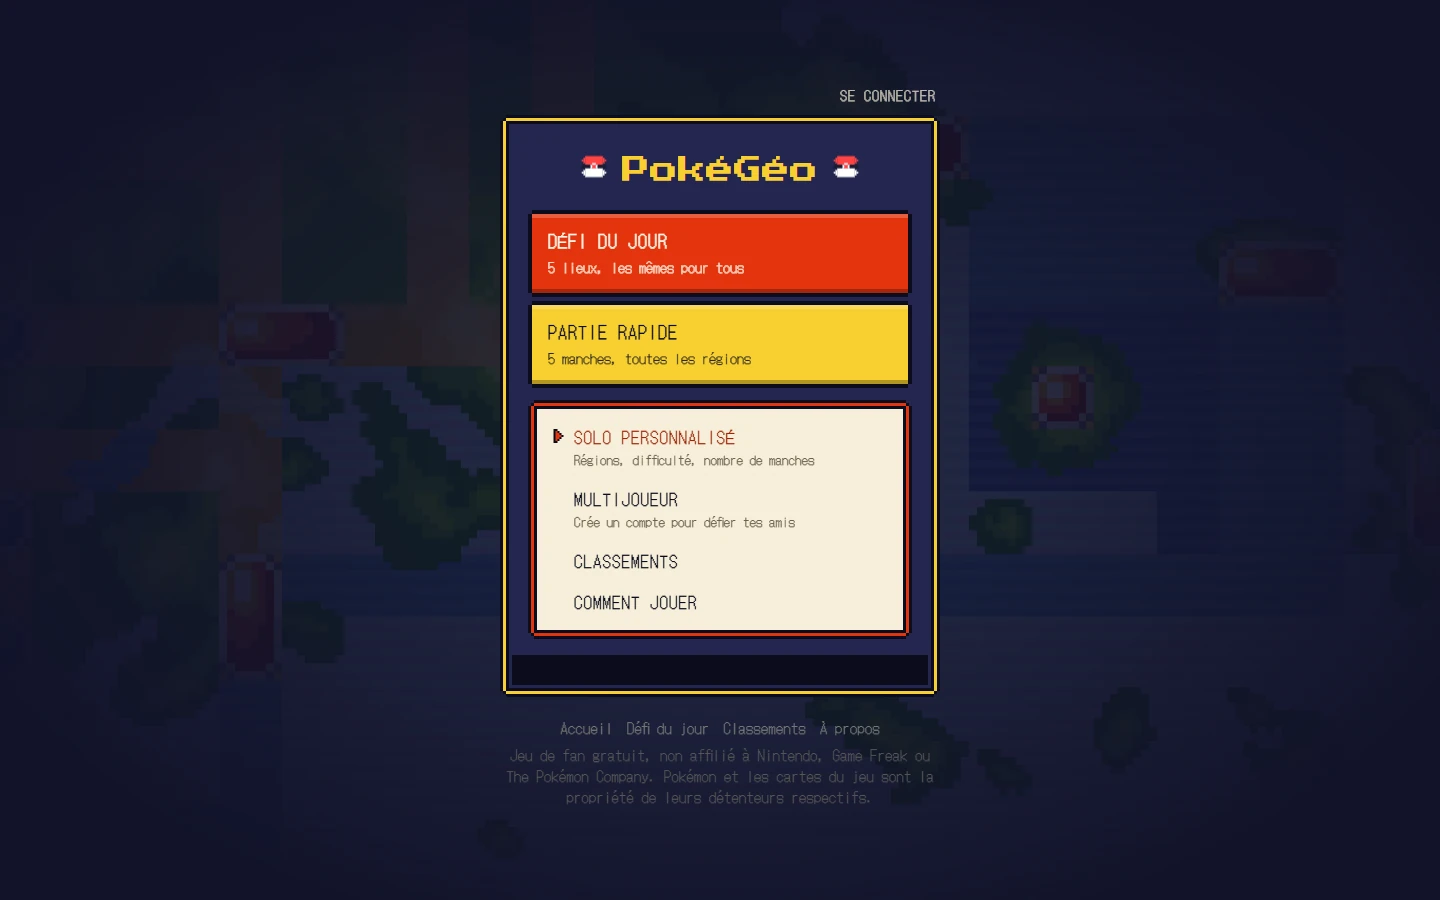 SE CONNECTER
PokéGéo
DÉFI DU JOUR
5 lieux, les mêmes pour tous
PARTIE RAPIDE
5 manches, toutes les régions
SOLO PERSONNALISÉ
Régions, difficulté, nombre de manches
MULTIJOUEUR
Crée un compte pour défier tes amis
CLASSEMENTS
COMMENT JOUER
Accueil Défi du jour Classements À propos
Jeu de fan gratuit, non affilié à Nintendo, Game Freak ou
The Pokémon Company. Pokémon et les cartes du jeu sont la
propriété de leurs détenteurs respectifs.